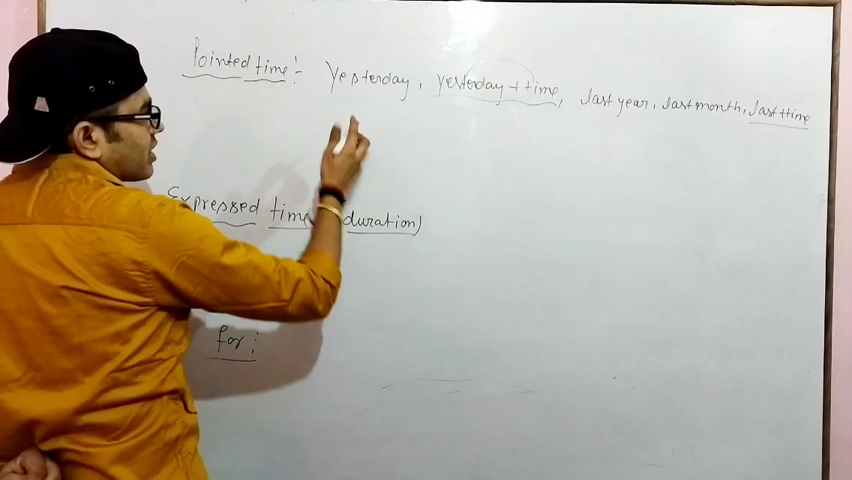 Pointed time:- Yesterday, yesterday + time, last year, last month, last + time
Expressed time (duration)
for: